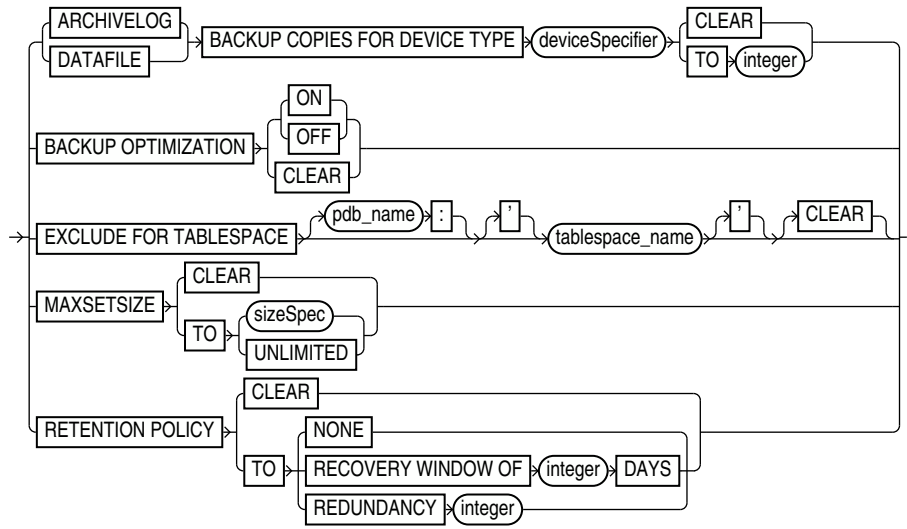 ARCHIVELOG
DATAFILE
BACKUP COPIES FOR DEVICE TYPE deviceSpecifier
CLEAR
TO integer
BACKUP OPTIMIZATION
ON
OFF
CLEAR
EXCLUDE FOR TABLESPACE pdb_name : ’ tablespace_name ’ CLEAR
MAXSETSIZE
CLEAR
TO
sizeSpec
UNLIMITED
RETENTION POLICY
CLEAR
TO
NONE
RECOVERY WINDOW OF integer DAYS
REDUNDANCY integer